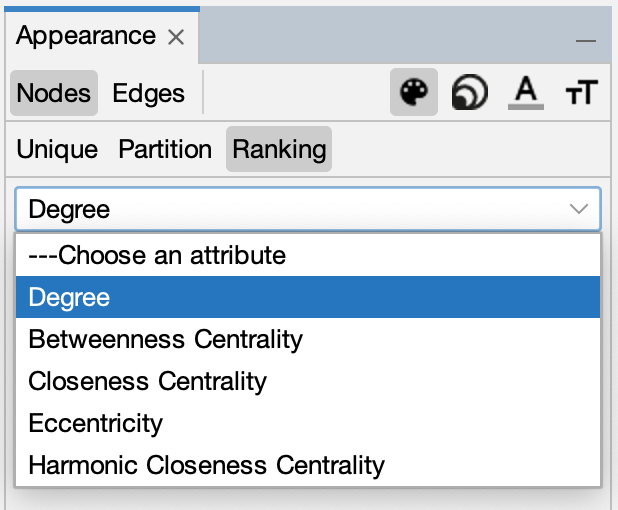 Appearance
Nodes Edges A TT
Unique Partition Ranking
Degree
---Choose an attribute
Degree
Betweenness Centrality
Closeness Centrality
Eccentricity
Harmonic Closeness Centrality